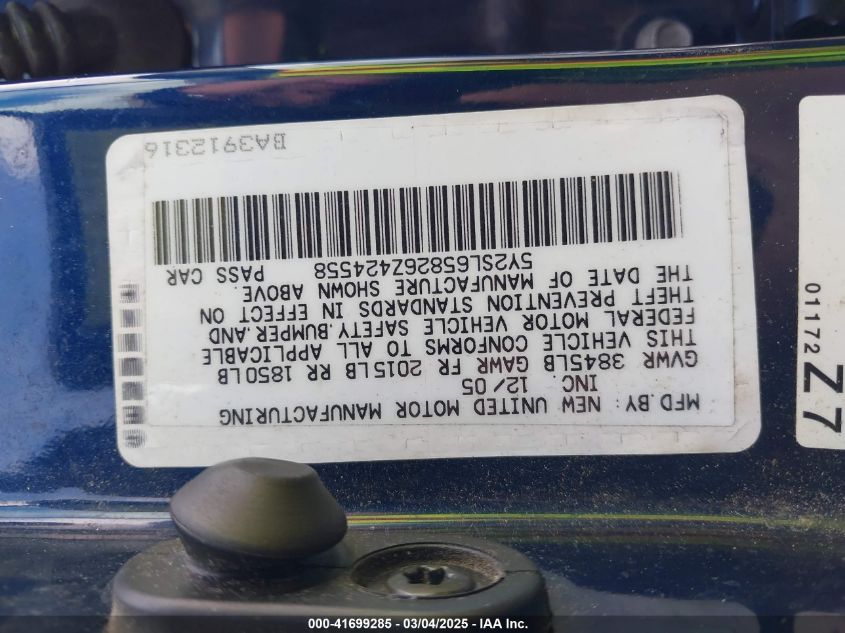 MFD.BY: NEW UNITED MOTOR MANUFACTURING
INC. 12/05
GVWR 3845LB GAWR FR 2015LB RR 1850LB
THIS VEHICLE CONFORMS TO ALL APPLICABLE
FEDERAL MOTOR VEHICLE SAFETY.BUMPER.AND
THEFT PREVENTION STANDARDS IN EFFECT ON
THE DATE OF MANUFACTURE SHOWN ABOVE.
5Y2SL65826Z424558 PASS CAR
BA3912316
01172
Z7
000-41699285 - 03/04/2025 - IAA Inc.